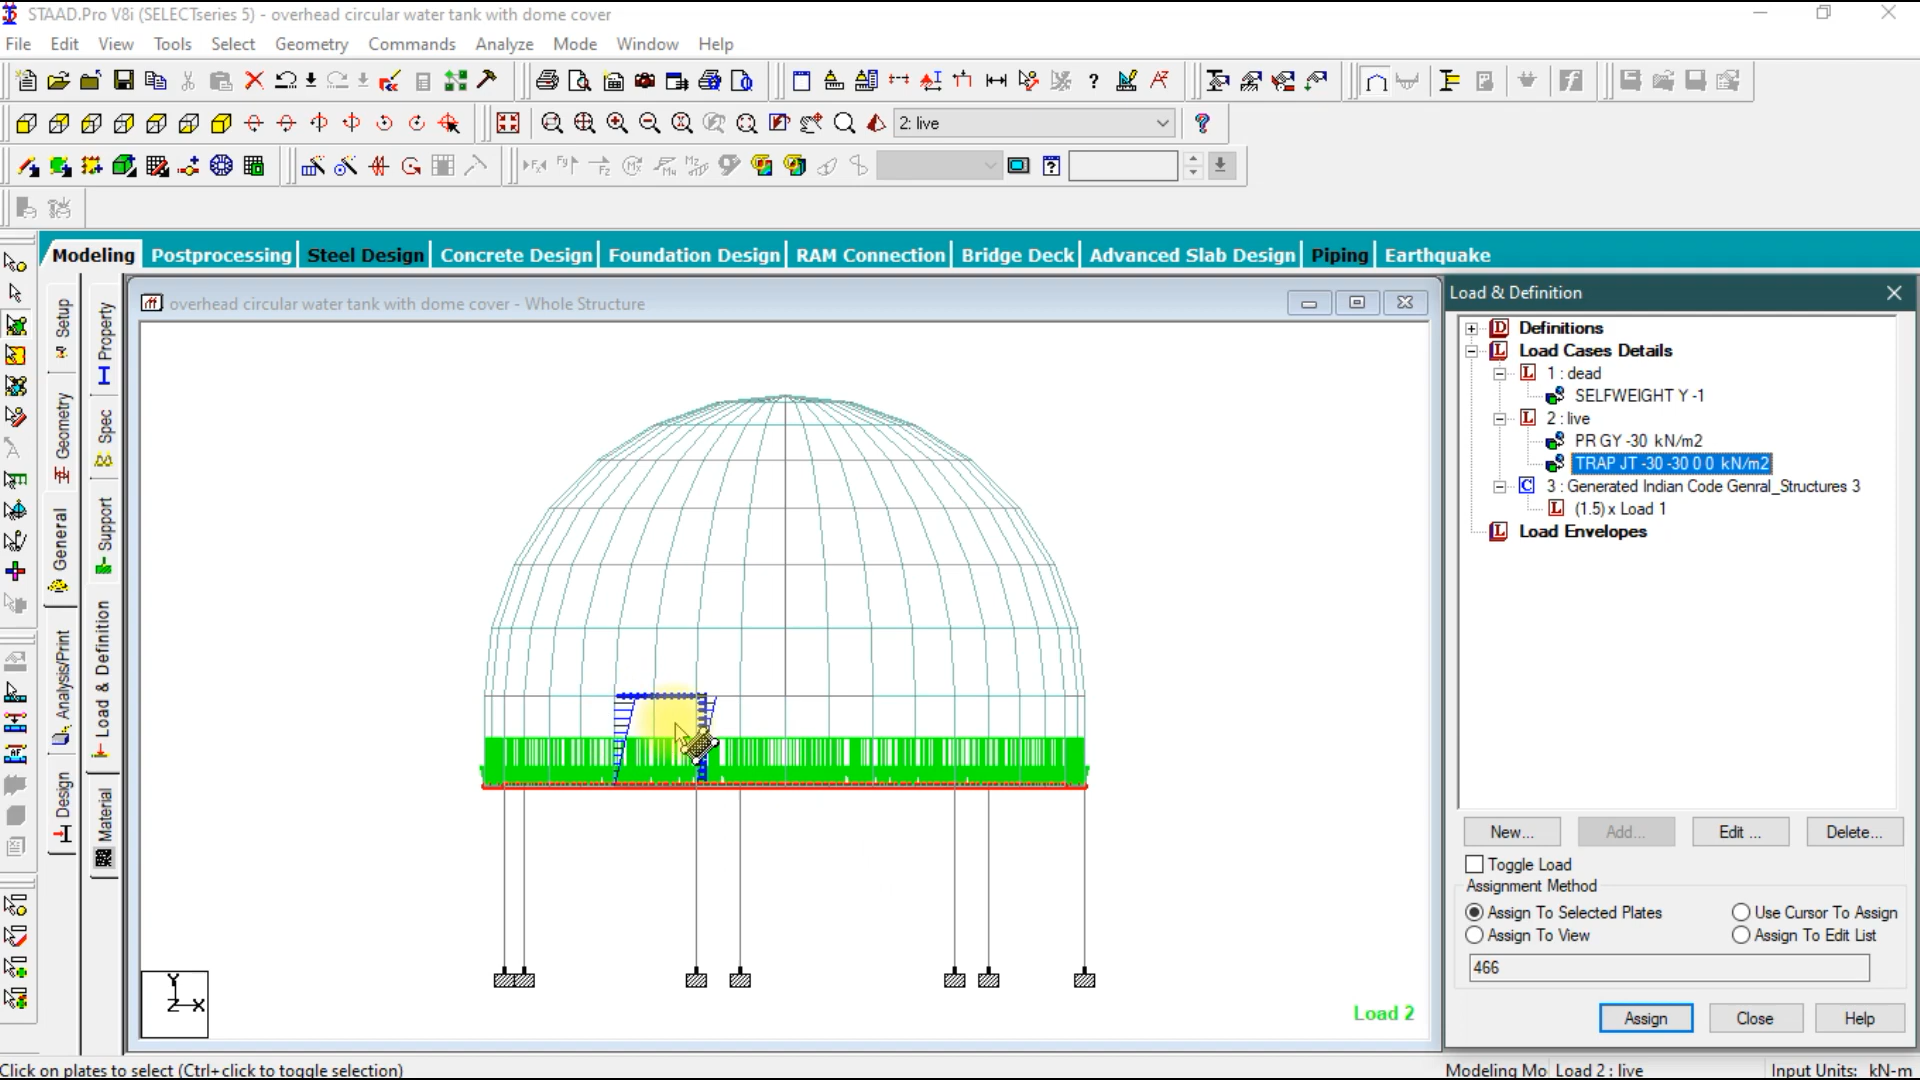 STAAD.Pro V8i (SELECTseries 5) - overhead circular water tank with dome cover
File Edit View Tools Select Geometry Commands Analyze Mode Window Help
2: live
Modeling Postprocessing Steel Design Concrete Design Foundation Design RAM Connection Bridge Deck Advanced Slab Design Piping Earthquake
overhead circular water tank with dome cover - Whole Structure
Setup
Geometry
General
Analysis/Print
Design
Property
Spec
Support
Load & Definition
Material
Y
Z X
Load 2
Load & Definition
Definitions
Load Cases Details
1 : dead
SELFWEIGHT Y -1
2 : live
PR GY -30 kN/m2
TRAP JT -30 -30 0 0 kN/m2
3 : Generated Indian Code Genral_Structures 3
(1.5) x Load 1
Load Envelopes
New... Add... Edit ... Delete...
Toggle Load
Assignment Method
Assign To Selected Plates Use Cursor To Assign
Assign To View Assign To Edit List
466
Assign Close Help
Click on plates to select (Ctrl+click to toggle selection) Modeling Mo Load 2 : live Input Units: kN-m